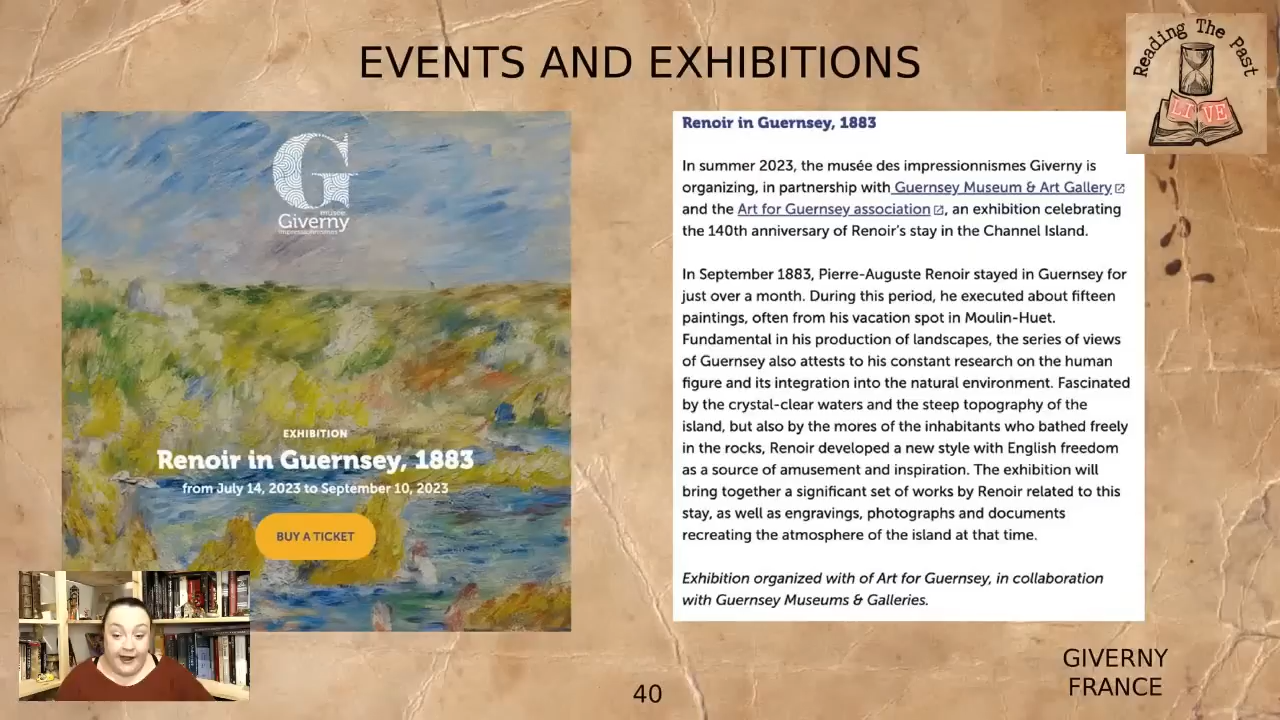 EVENTS AND EXHIBITIONS
Reading The Past
LIVE
G
musée
Giverny
impressionnismes
EXHIBITION
Renoir in Guernsey, 1883
from July 14, 2023 to September 10, 2023
BUY A TICKET
Renoir in Guernsey, 1883
In summer 2023, the musée des impressionnismes Giverny is
organizing, in partnership with Guernsey Museum & Art Gallery
and the Art for Guernsey association, an exhibition celebrating
the 140th anniversary of Renoir's stay in the Channel Island.
In September 1883, Pierre-Auguste Renoir stayed in Guernsey for
just over a month. During this period, he executed about fifteen
paintings, often from his vacation spot in Moulin-Huet.
Fundamental in his production of landscapes, the series of views
of Guernsey also attests to his constant research on the human
figure and its integration into the natural environment. Fascinated
by the crystal-clear waters and the steep topography of the
island, but also by the mores of the inhabitants who bathed freely
in the rocks, Renoir developed a new style with English freedom
as a source of amusement and inspiration. The exhibition will
bring together a significant set of works by Renoir related to this
stay, as well as engravings, photographs and documents
recreating the atmosphere of the island at that time.
Exhibition organized with of Art for Guernsey, in collaboration
with Guernsey Museums & Galleries.
GIVERNY
FRANCE
40